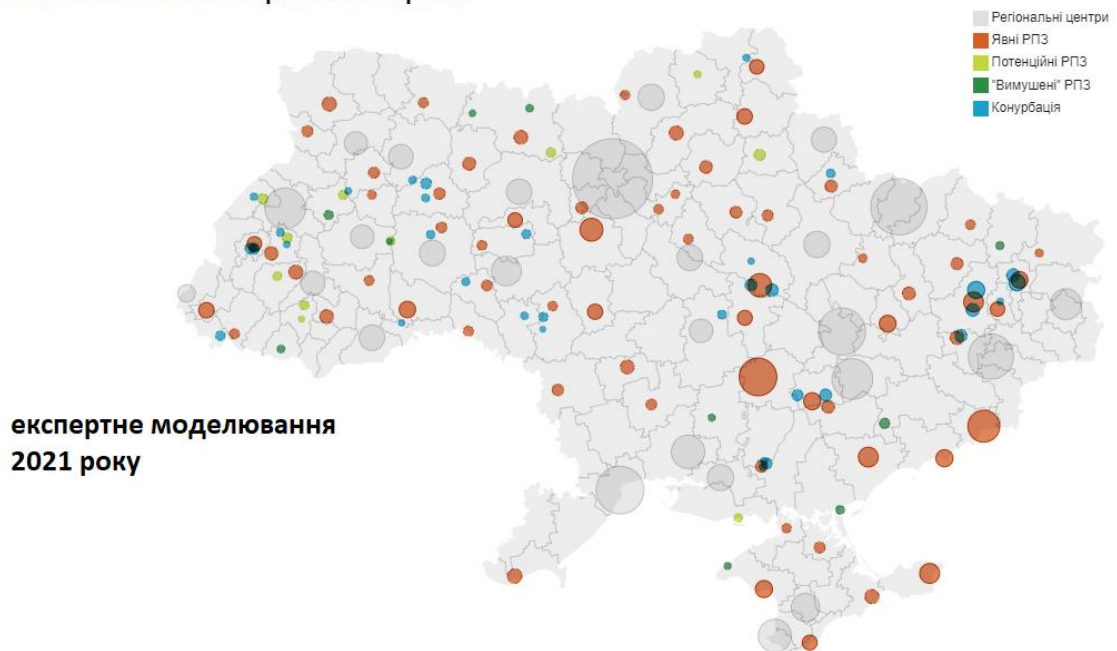 Регіональні центри
Явні РПЗ
Потенційні РПЗ
"Вимушені" РПЗ
Конурбація
експертне моделювання
2021 року